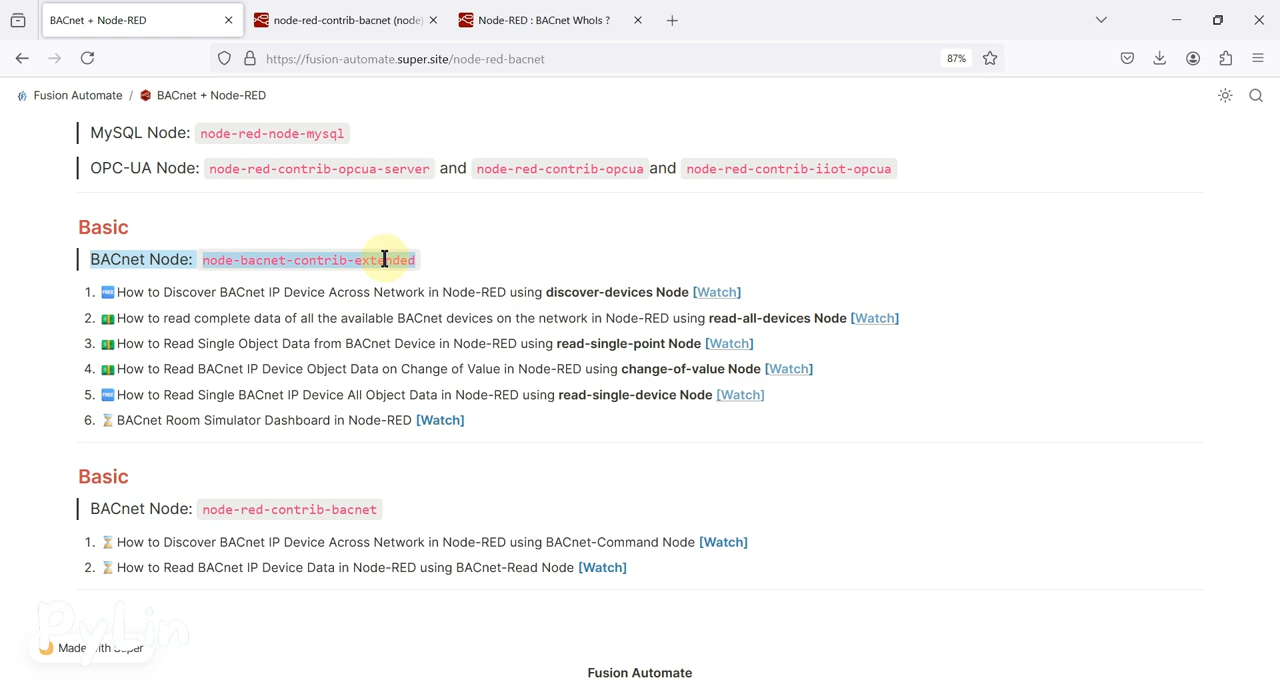 BACnet + Node-RED
node-red-contrib-bacnet (node)
Node-RED : BACnet WhoIs ?
https://fusion-automate.super.site/node-red-bacnet
87%
Fusion Automate / BACnet + Node-RED
MySQL Node: node-red-node-mysql
OPC-UA Node: node-red-contrib-opcua-server and node-red-contrib-opcua and node-red-contrib-iiot-opcua
Basic
BACnet Node: node-bacnet-contrib-extended
1. FREE How to Discover BACnet IP Device Across Network in Node-RED using discover-devices Node [Watch]
2. How to read complete data of all the available BACnet devices on the network in Node-RED using read-all-devices Node [Watch]
3. How to Read Single Object Data from BACnet Device in Node-RED using read-single-point Node [Watch]
4. How to Read BACnet IP Device Object Data on Change of Value in Node-RED using change-of-value Node [Watch]
5. FREE How to Read Single BACnet IP Device All Object Data in Node-RED using read-single-device Node [Watch]
6. ⌛ BACnet Room Simulator Dashboard in Node-RED [Watch]
Basic
BACnet Node: node-red-contrib-bacnet
1. ⌛ How to Discover BACnet IP Device Across Network in Node-RED using BACnet-Command Node [Watch]
2. ⌛ How to Read BACnet IP Device Data in Node-RED using BACnet-Read Node [Watch]
PyLin
Made with Super
Fusion Automate